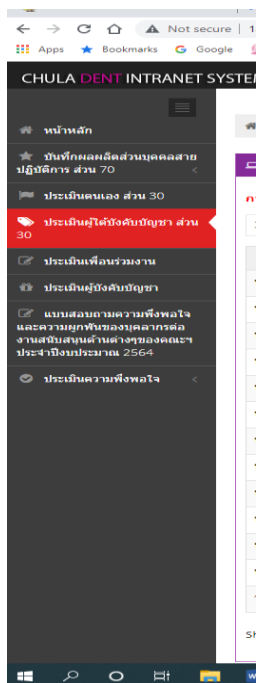 Not secure
Apps Bookmarks Google
CHULA DENT INTRANET SYSTEM
หน้าหลัก
บันทึกผลผลิตส่วนบุคคลสาย
ปฏิบัติการ ส่วน 70
ประเมินตนเอง ส่วน 30
ประเมินผู้ใต้บังคับบัญชา ส่วน
30
ประเมินเพื่อนร่วมงาน
ประเมินผู้บังคับบัญชา
แบบสอบถามความพึงพอใจ
และความผูกพันของบุคลากรต่อ
งานสนับสนุนด้านต่างๆของคณะฯ
ประจำปีงบประมาณ 2564
ประเมินความพึงพอใจ